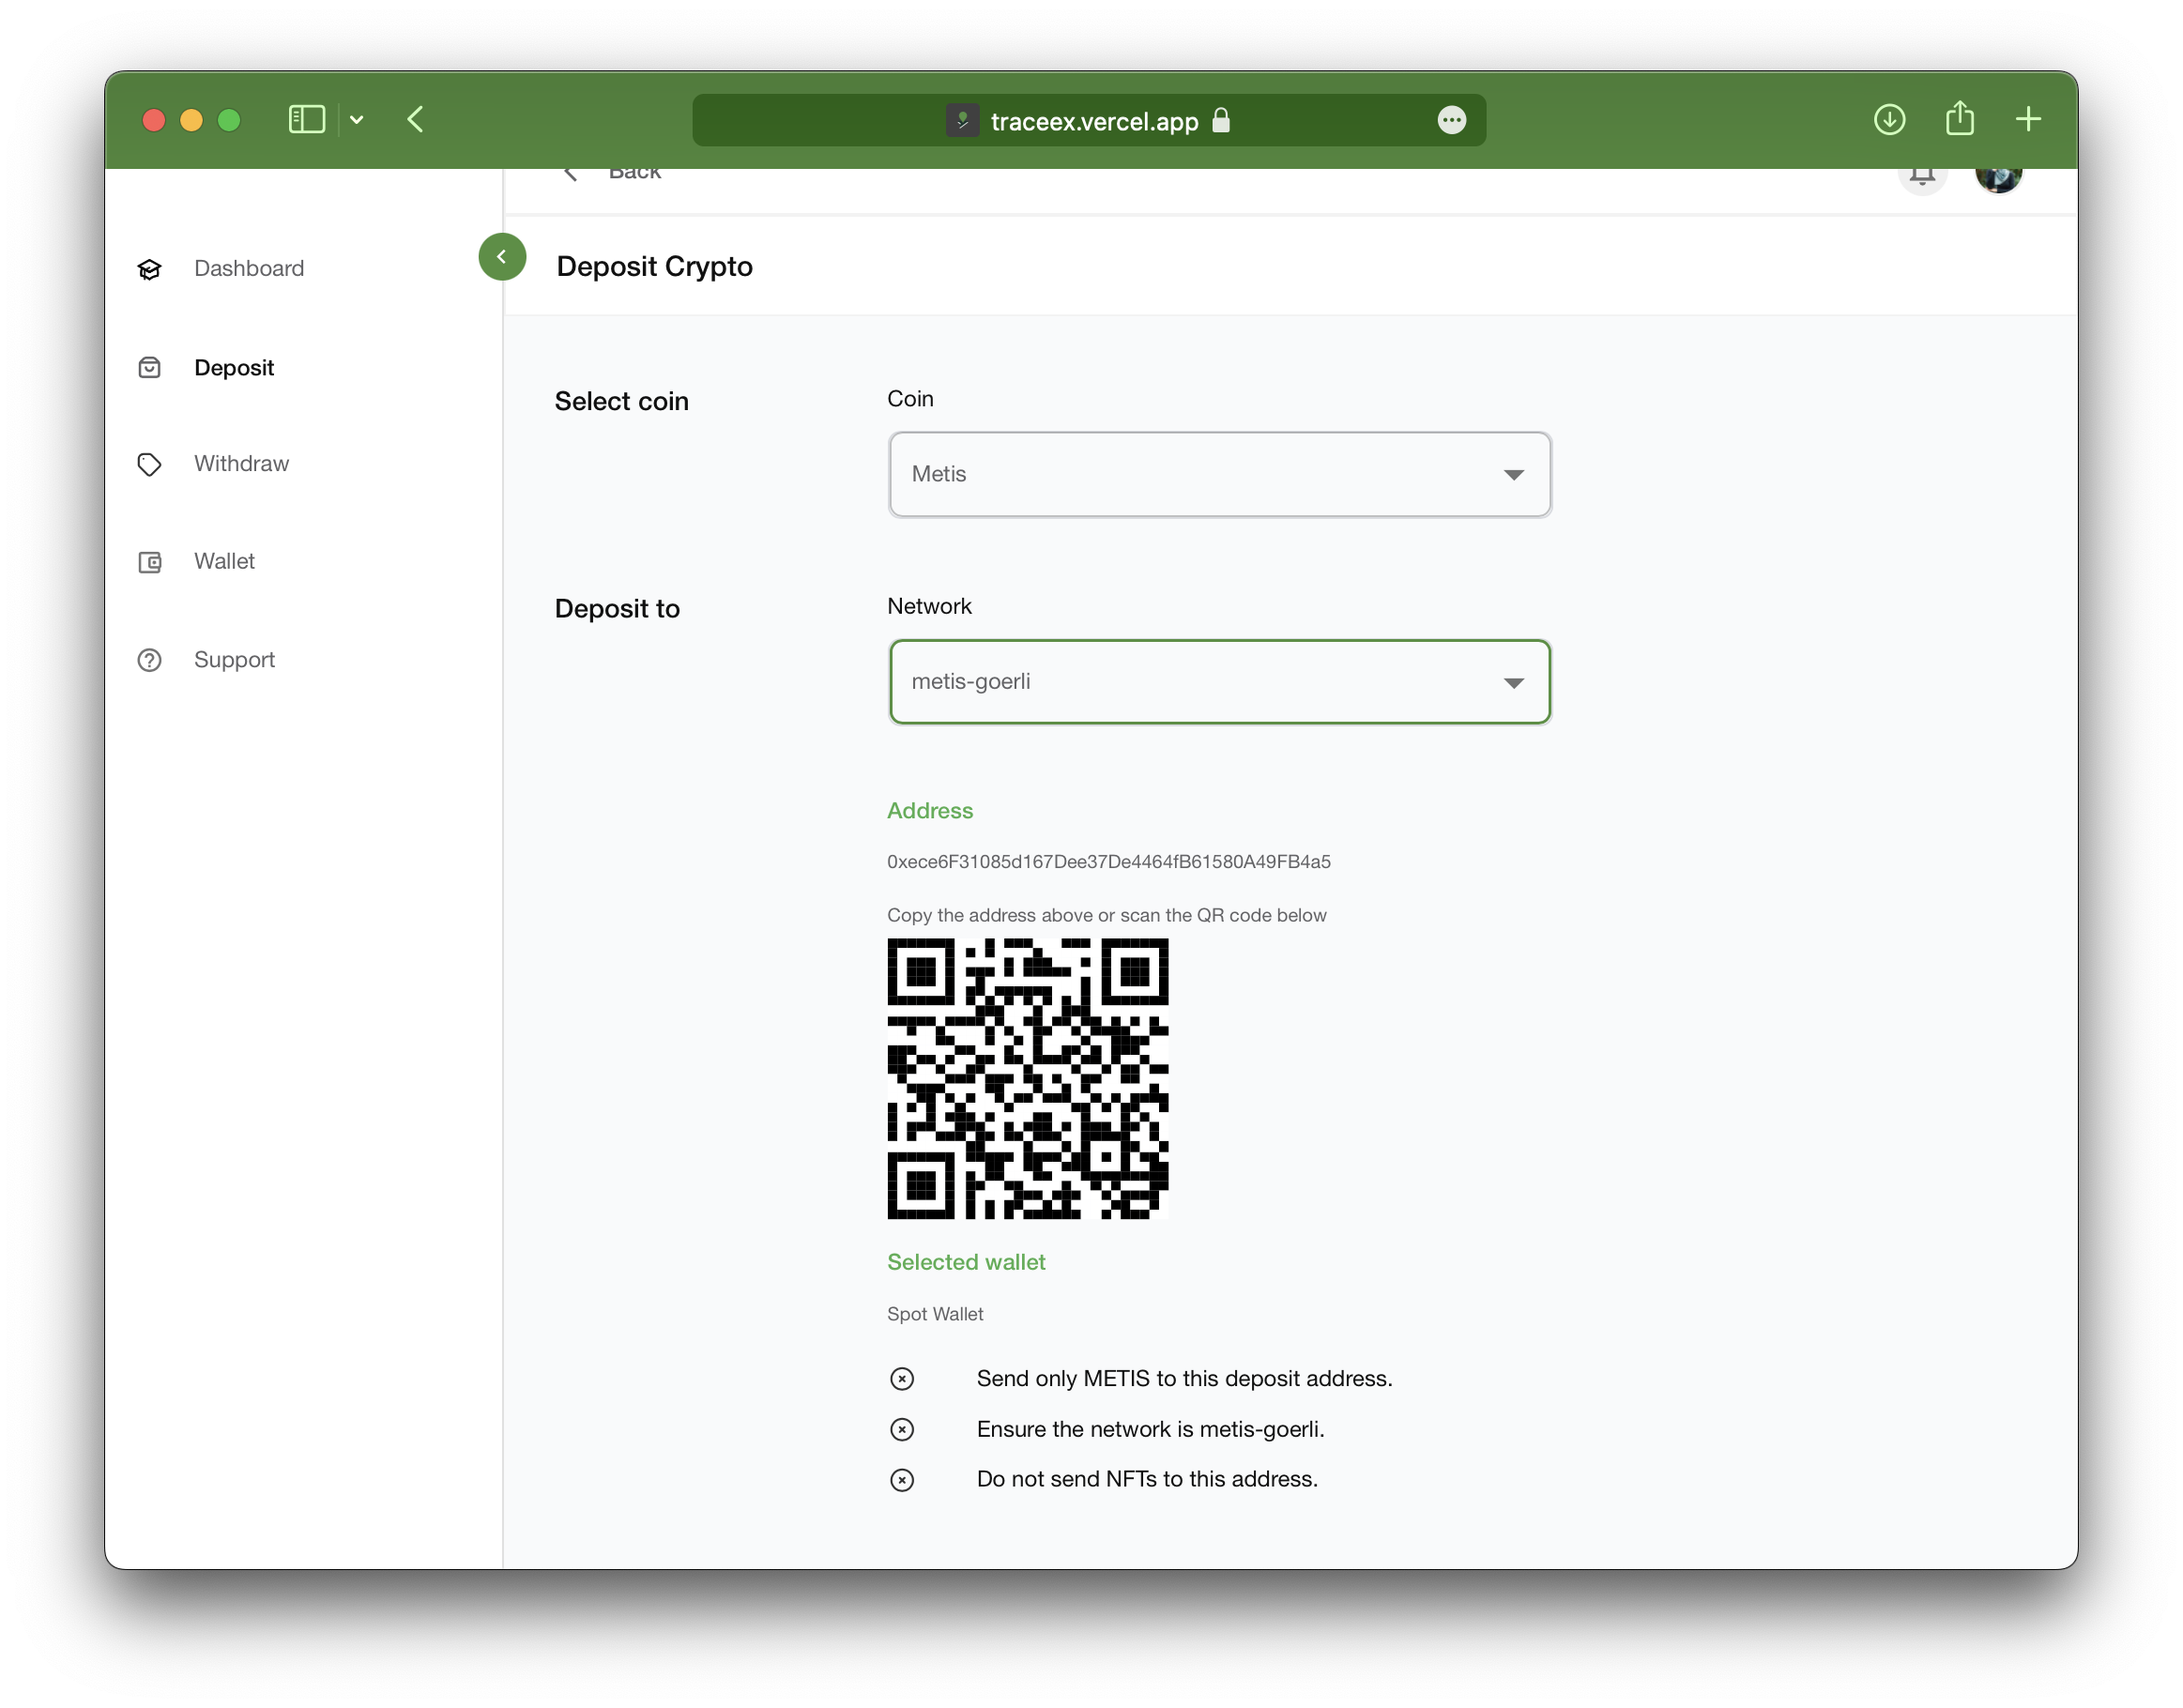 traceex.vercel.app
Back
Dashboard
Deposit
Withdraw
Wallet
Support
Deposit Crypto
Select coin
Coin
Metis
Deposit to
Network
metis-goerli
Address
0xece6F31085d167Dee37De4464fB61580A49FB4a5
Copy the address above or scan the QR code below
Selected wallet
Spot Wallet
Send only METIS to this deposit address.
Ensure the network is metis-goerli.
Do not send NFTs to this address.